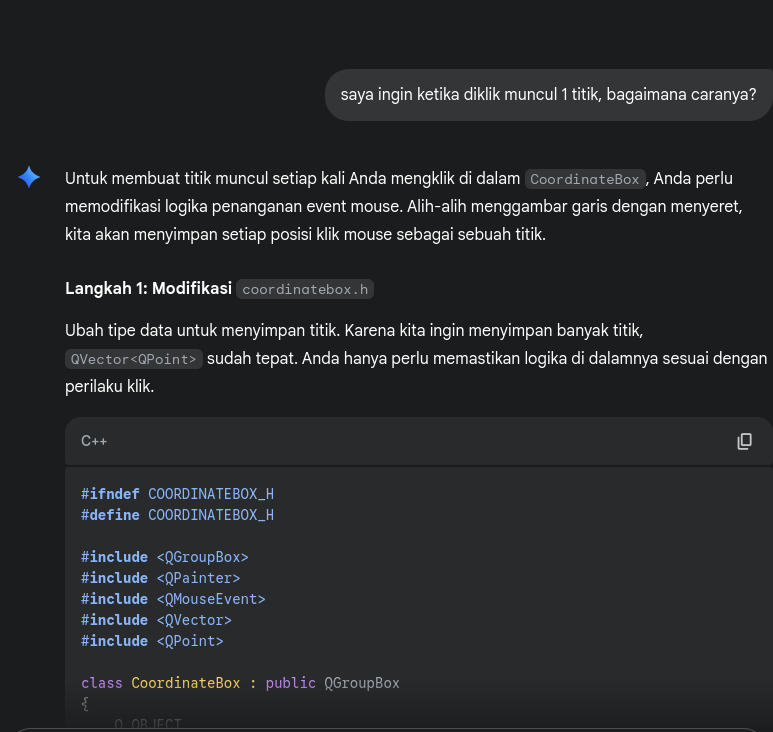 saya ingin ketika diklik muncul 1 titik, bagaimana caranya?
Untuk membuat titik muncul setiap kali Anda mengklik di dalam CoordinateBox, Anda perlu
memodifikasi logika penanganan event mouse. Alih-alih menggambar garis dengan menyeret,
kita akan menyimpan setiap posisi klik mouse sebagai sebuah titik.
Langkah 1: Modifikasi coordinatebox.h
Ubah tipe data untuk menyimpan titik. Karena kita ingin menyimpan banyak titik,
QVector<QPoint> sudah tepat. Anda hanya perlu memastikan logika di dalamnya sesuai dengan
perilaku klik.
C++
#ifndef COORDINATEBOX_H
#define COORDINATEBOX_H
#include <QGroupBox>
#include <QPainter>
#include <QMouseEvent>
#include <QVector>
#include <QPoint>
class CoordinateBox : public QGroupBox
{
Q_OBJECT